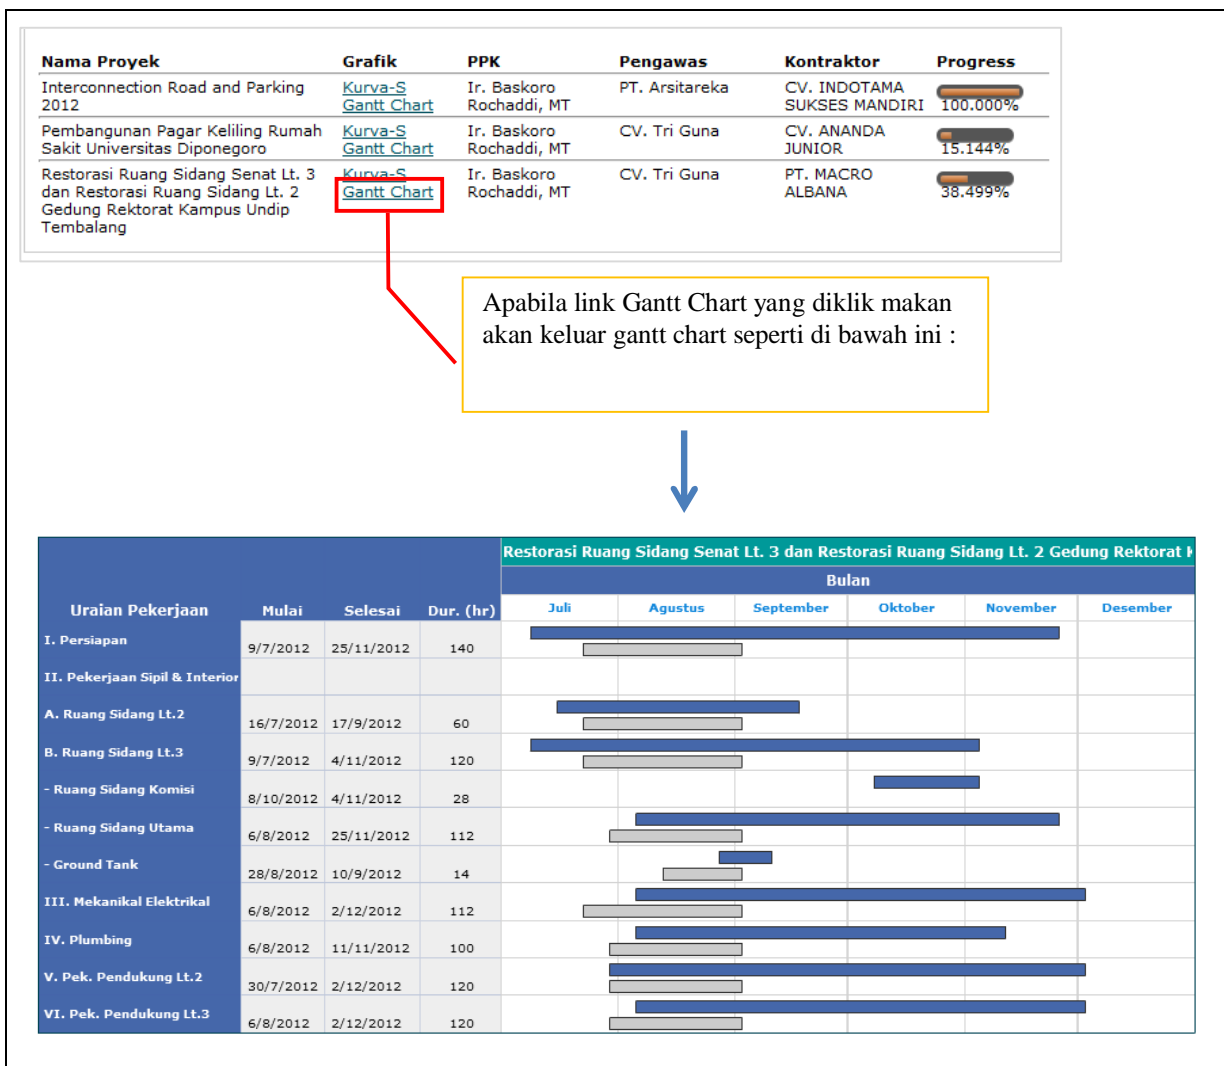 Nama Proyek Grafik PPK Pengawas Kontraktor Progress
Interconnection Road and Parking Kurva-S Ir. Baskoro PT. Arsitareka CV. INDOTAMA
2012 Gantt Chart Rochaddi, MT SUKSES MANDIRI 100.000%
Pembangunan Pagar Keliling Rumah Kurva-S Ir. Baskoro CV. Tri Guna CV. ANANDA
Sakit Universitas Diponegoro Gantt Chart Rochaddi, MT JUNIOR 15.144%
Restorasi Ruang Sidang Senat Lt. 3 Kurva-S Ir. Baskoro CV. Tri Guna PT. MACRO
dan Restorasi Ruang Sidang Lt. 2 Gantt Chart Rochaddi, MT ALBANA 38.499%
Gedung Rektorat Kampus Undip
Tembalang
Apabila link Gantt Chart yang diklik makan
akan keluar gantt chart seperti di bawah ini :
Restorasi Ruang Sidang Senat Lt. 3 dan Restorasi Ruang Sidang Lt. 2 Gedung Rektorat
Bulan
Uraian Pekerjaan Mulai Selesai Dur. (hr) Juli Agustus September Oktober November Desember
I. Persiapan 9/7/2012 25/11/2012 140
II. Pekerjaan Sipil & Interior
A. Ruang Sidang Lt.2 16/7/2012 17/9/2012 60
B. Ruang Sidang Lt.3 9/7/2012 4/11/2012 120
- Ruang Sidang Komisi 8/10/2012 4/11/2012 28
- Ruang Sidang Utama 6/8/2012 25/11/2012 112
- Ground Tank 28/8/2012 10/9/2012 14
III. Mekanikal Elektrikal 6/8/2012 2/12/2012 112
IV. Plumbing 6/8/2012 11/11/2012 100
V. Pek. Pendukung Lt.2 30/7/2012 2/12/2012 120
VI. Pek. Pendukung Lt.3 6/8/2012 2/12/2012 120